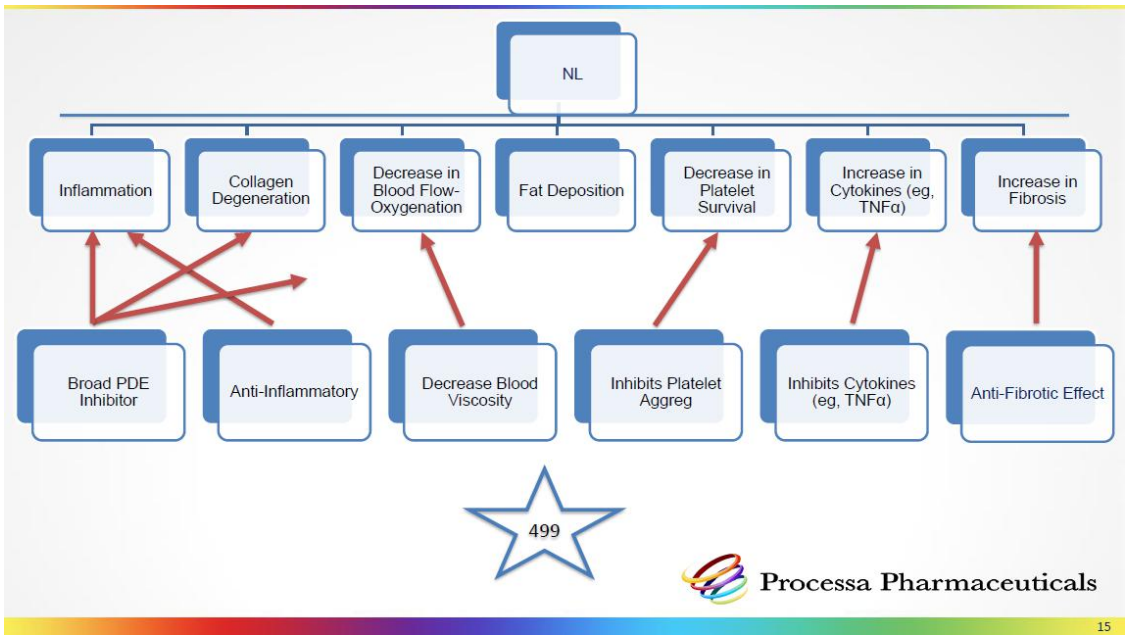 NL
Inflammation
Collagen
Degeneration
Decrease in
Blood Flow-
Oxygenation
Fat Deposition
Decrease in
Platelet
Survival
Increase in
Cytokines (eg,
TNFα)
Increase in
Fibrosis
Broad PDE
Inhibitor
Anti-Inflammatory
Decrease Blood
Viscosity
Inhibits Platelet
Aggreg
Inhibits Cytokines
(eg, TNFα)
Anti-Fibrotic Effect
499
Processa Pharmaceuticals
15